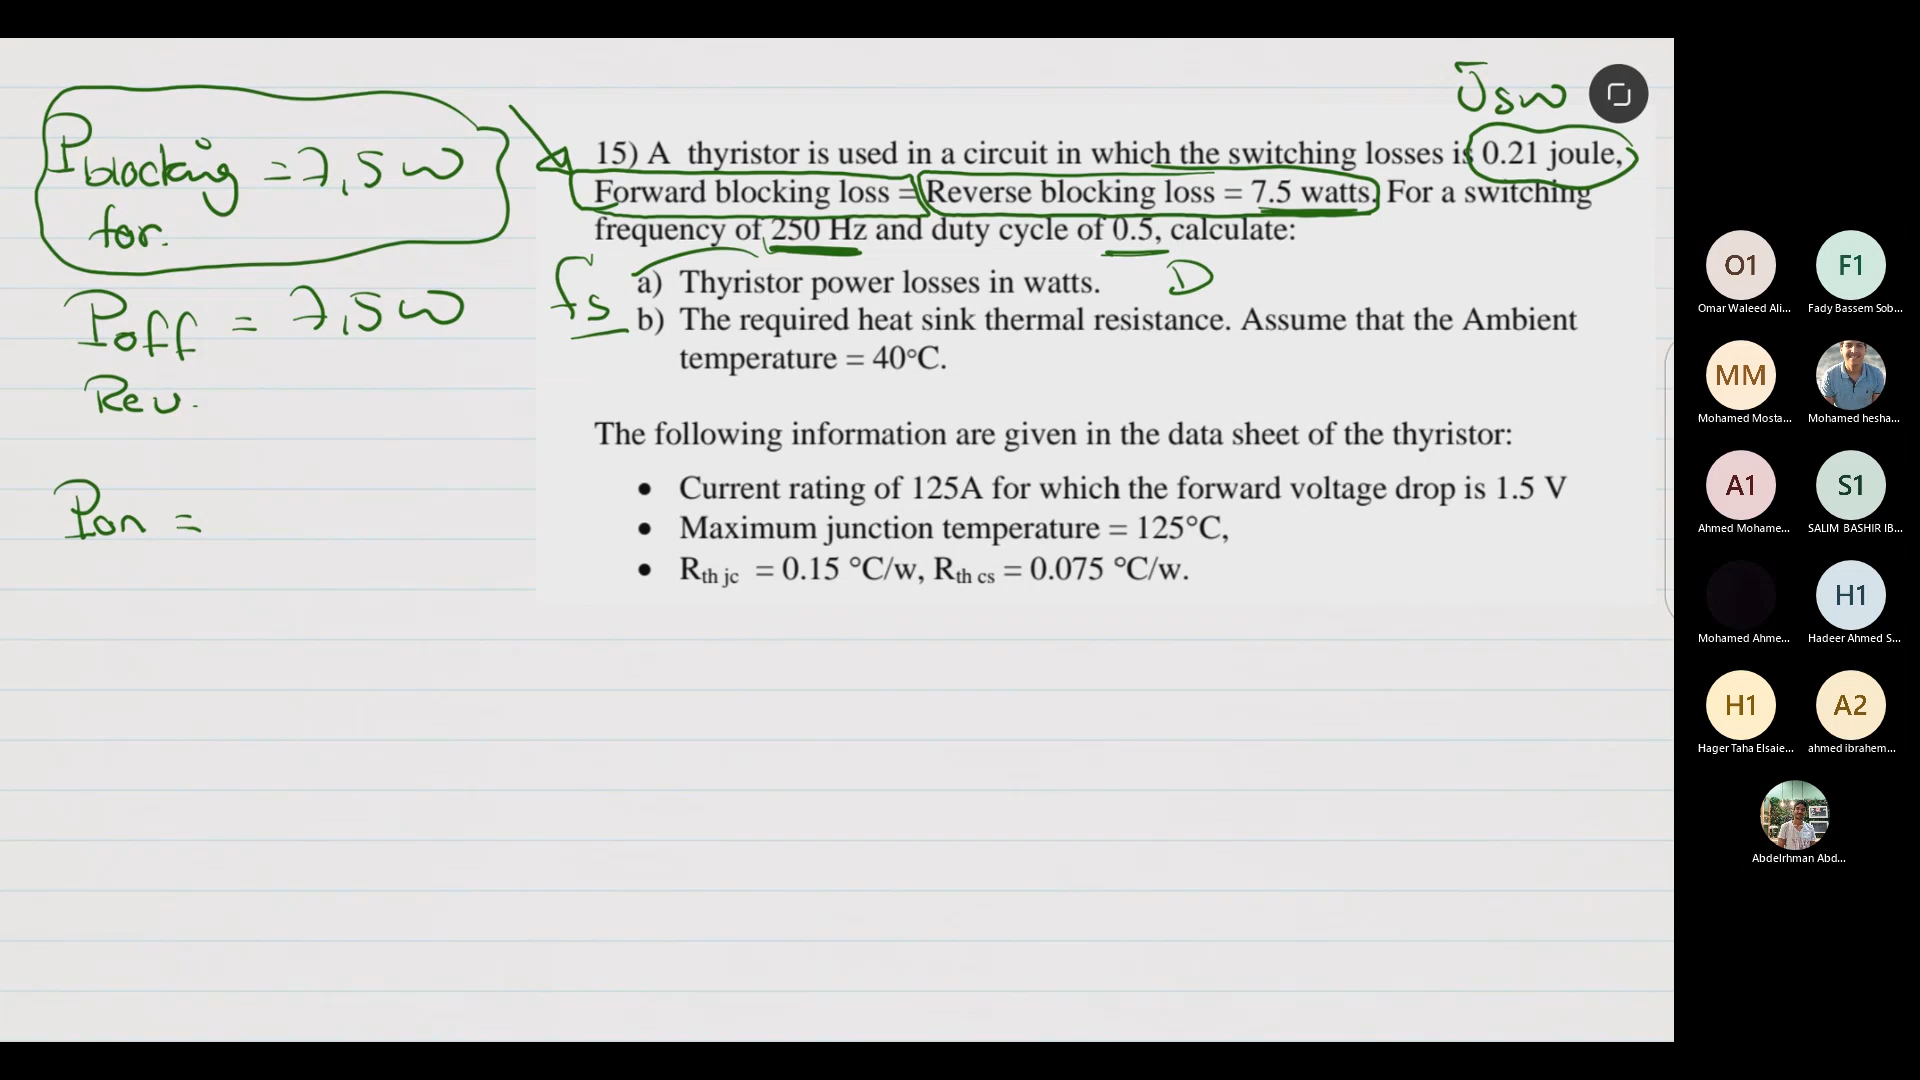 J̄sw
15) A thyristor is used in a circuit in which the switching losses is 0.21 joule,
Forward blocking loss = Reverse blocking loss = 7.5 watts. For a switching
frequency of 250 Hz and duty cycle of 0.5, calculate:
a) Thyristor power losses in watts.
b) The required heat sink thermal resistance. Assume that the Ambient
temperature = 40°C.
The following information are given in the data sheet of the thyristor:
• Current rating of 125A for which the forward voltage drop is 1.5 V
• Maximum junction temperature = 125°C,
• Rth jc = 0.15 °C/w, Rth cs = 0.075 °C/w.
fs
D
Pblocking = 7,5 w
for.
Poff = 7,5 w
Rev.
Pon =
O1
Omar Waleed Ali...
F1
Fady Bassem Sob...
MM
Mohamed Mosta...
Mohamed hesha...
A1
Ahmed Mohame...
S1
SALIM BASHIR IB...
Mohamed Ahme...
H1
Hadeer Ahmed S...
H1
Hager Taha Elsaie...
A2
ahmed ibrahem...
Abdelrhman Abd...